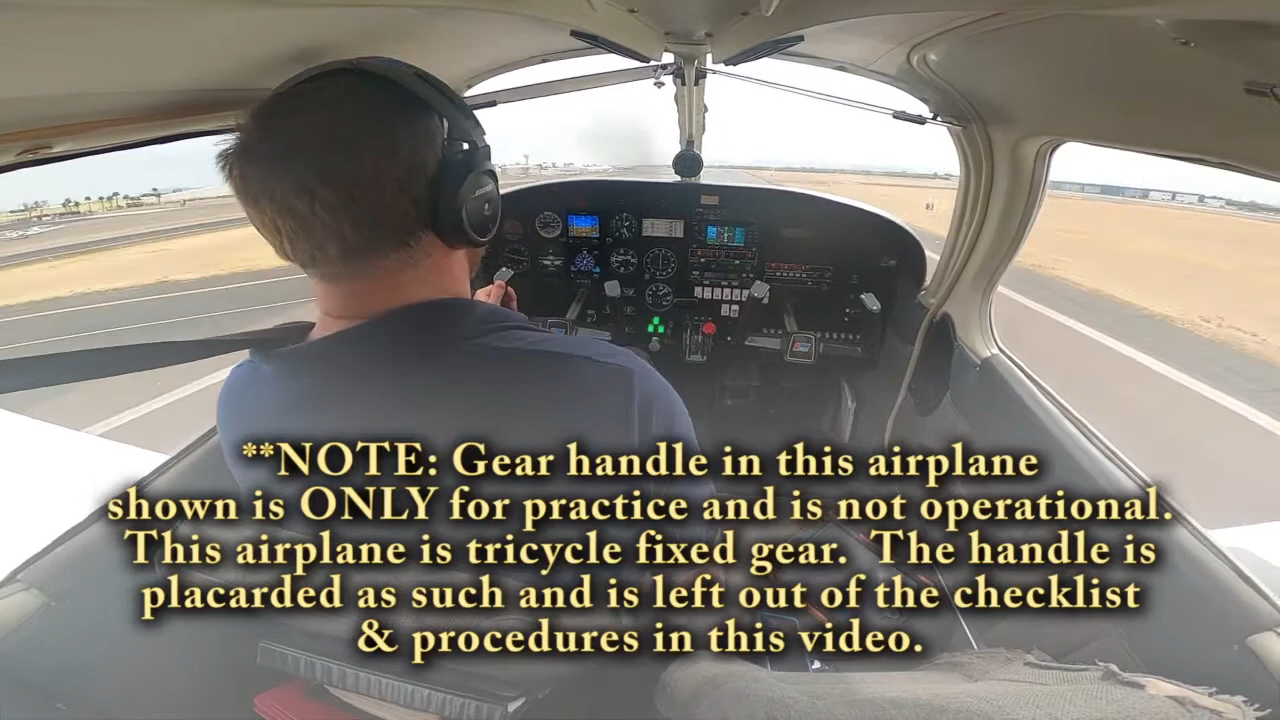 BOSE
**NOTE: Gear handle in this airplane
shown is ONLY for practice and is not operational.
This airplane is tricycle fixed gear.  The handle is
placarded as such and is left out of the checklist
& procedures in this video.